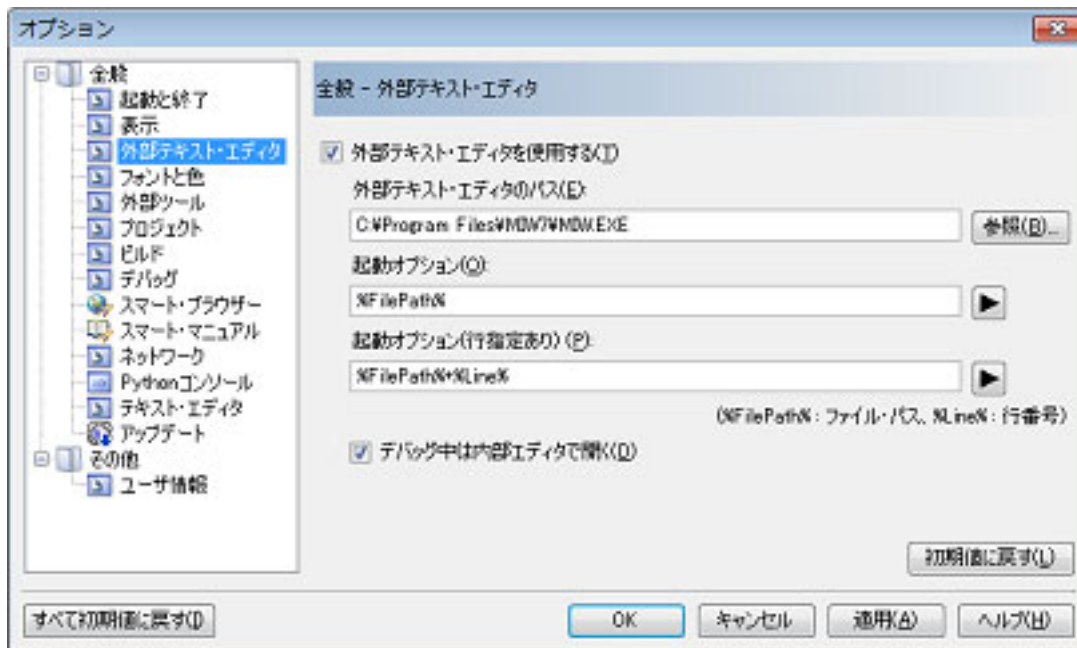 オプション
全般
起動と終了
表示
外部テキスト・エディタ
フォントと色
外部ツール
プロジェクト
ビルド
デバッグ
スマート・ブラウザー
スマート・マニュアル
ネットワーク
Pythonコンソール
テキスト・エディタ
アップデート
その他
ユーザ情報
全般 - 外部テキスト・エディタ
外部テキスト・エディタを使用する(T)
外部テキスト・エディタのパス(E):
C:¥Program Files¥MIW7¥MIW.EXE
参照(B)...
起動オプション(O):
%FilePath%
起動オプション(行指定あり) (P):
%FilePath%+%Line%
(%FilePath% : ファイル・パス、%Line% : 行番号)
デバッグ中は内部エディタで開く(D)
初期値に戻す(L)
すべて初期値に戻す(I)
OK
キャンセル
適用(A)
ヘルプ(H)